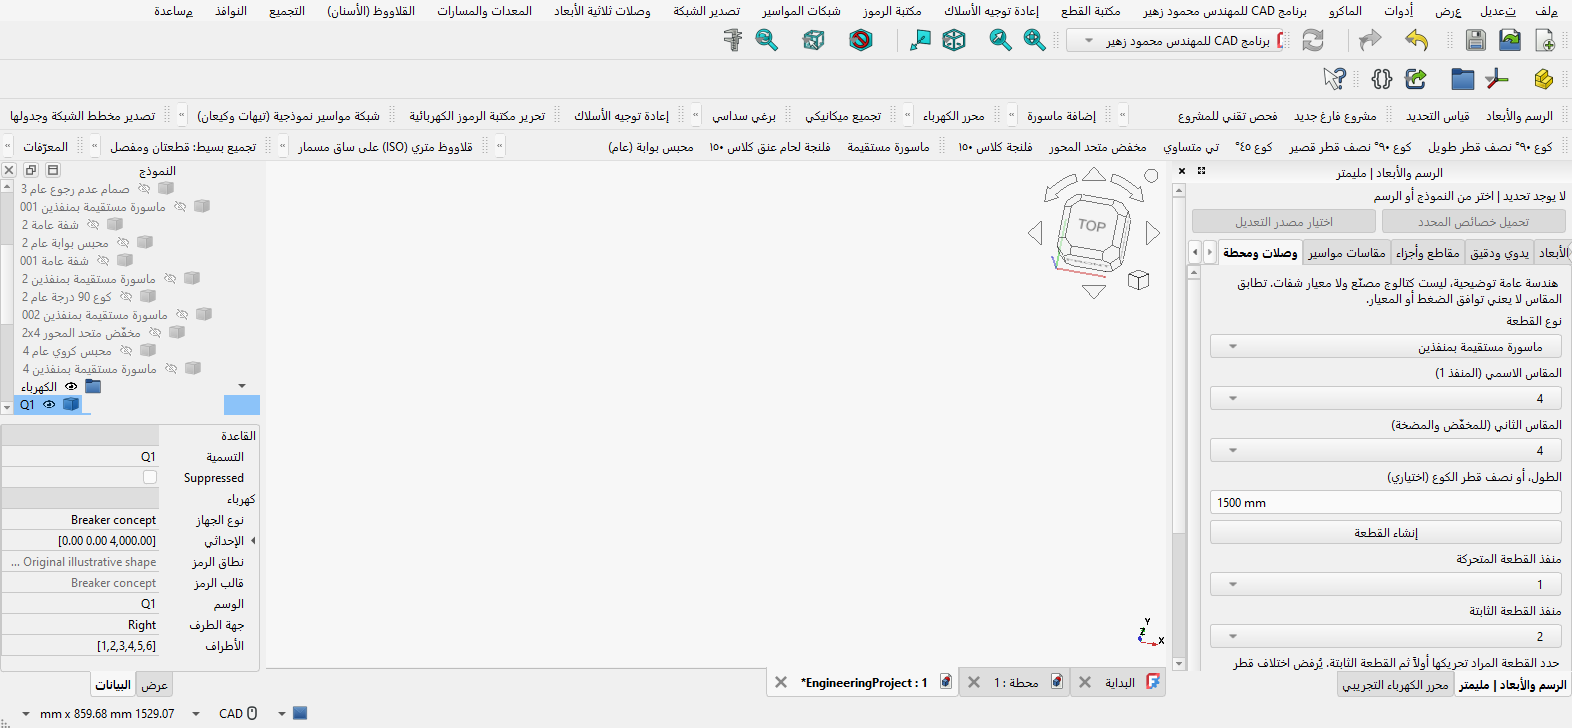 ملف تعديل عرض أدوات الماكرو برنامج CAD للمهندس محمود زهير مكتبة القطع إعادة توجيه الأسلاك مكتبة الرموز شبكات المواسير تصدير الشبكة وصلات ثلاثية الأبعاد المعدات والمسارات القلاووظ (الأسنان) التجميع النوافذ مساعدة
برنامج CAD للمهندس محمود زهير
الرسم والأبعاد قياس التحديد مشروع فارغ جديد فحص تقني للمشروع » إضافة ماسورة » محرر الكهرباء » تجميع ميكانيكي برغي سداسي » إعادة توجيه الأسلاك تحرير مكتبة الرموز الكهربائية شبكة مواسير نموذجية (تيهات وكيعان) » تصدير مخطط الشبكة وجدولها
كوع ٩٠° نصف قطر طويل كوع ٩٠° نصف قطر قصير كوع ٤٥° تي متساوي مخفض متحد المحور فلنجة كلاس ١٥٠ ماسورة مستقيمة فلنجة لحام عنق كلاس ١٥٠ محبس بوابة (عام) » قلاووظ متري (ISO) على ساق مسمار » تجميع بسيط: قطعتان ومفصل » المعرّفات »
النموذج
صمام عدم رجوع عام 3
ماسورة مستقيمة بمنفذين 001
شفة عامة 2
محبس بوابة عام 2
شفة عامة 001
ماسورة مستقيمة بمنفذين 2
كوع 90 درجة عام 2
ماسورة مستقيمة بمنفذين 002
مخفّض متحد المحور 2x4
محبس كروي عام 4
ماسورة مستقيمة بمنفذين 4
الكهرباء
Q1
القاعدة
التسمية Q1
Suppressed
كهرباء
نوع الجهاز Breaker concept
الإحداثي [0.00 0.00 4,000.00]
نطاق الرمز Original illustrative shape ...
قالب الرمز Breaker concept
الوسم Q1
جهة الطرف Right
الأطراف [1,2,3,4,5,6]
عرض البيانات
TOP
Y
Z
X
البداية
محطة : 1
EngineeringProject : 1*
الرسم والأبعاد | مليمتر
لا يوجد تحديد | اختر من النموذج أو الرسم
تحميل خصائص المحدد اختيار مصدر التعديل
الأبعاد يدوي ودقيق مقاطع وأجزاء مقاسات مواسير وصلات ومحطة
هندسة عامة توضيحية، ليست كتالوج مصنّع ولا معيار شفات. تطابق
المقاس لا يعني توافق الضغط أو المعيار.
نوع القطعة
ماسورة مستقيمة بمنفذين
المقاس الاسمي (المنفذ 1)
4
المقاس الثاني (للمخفّض والمضخة)
4
الطول، أو نصف قطر الكوع (اختياري)
1500 mm
إنشاء القطعة
منفذ القطعة المتحركة
1
منفذ القطعة الثابتة
2
حدد القطعة المراد تحريكها أولاً ثم القطعة الثابتة. يُرفض اختلاف قطر
الرسم والأبعاد | مليمتر محرر الكهرباء التجريبي
CAD
mm x 859.68 mm 1529.07